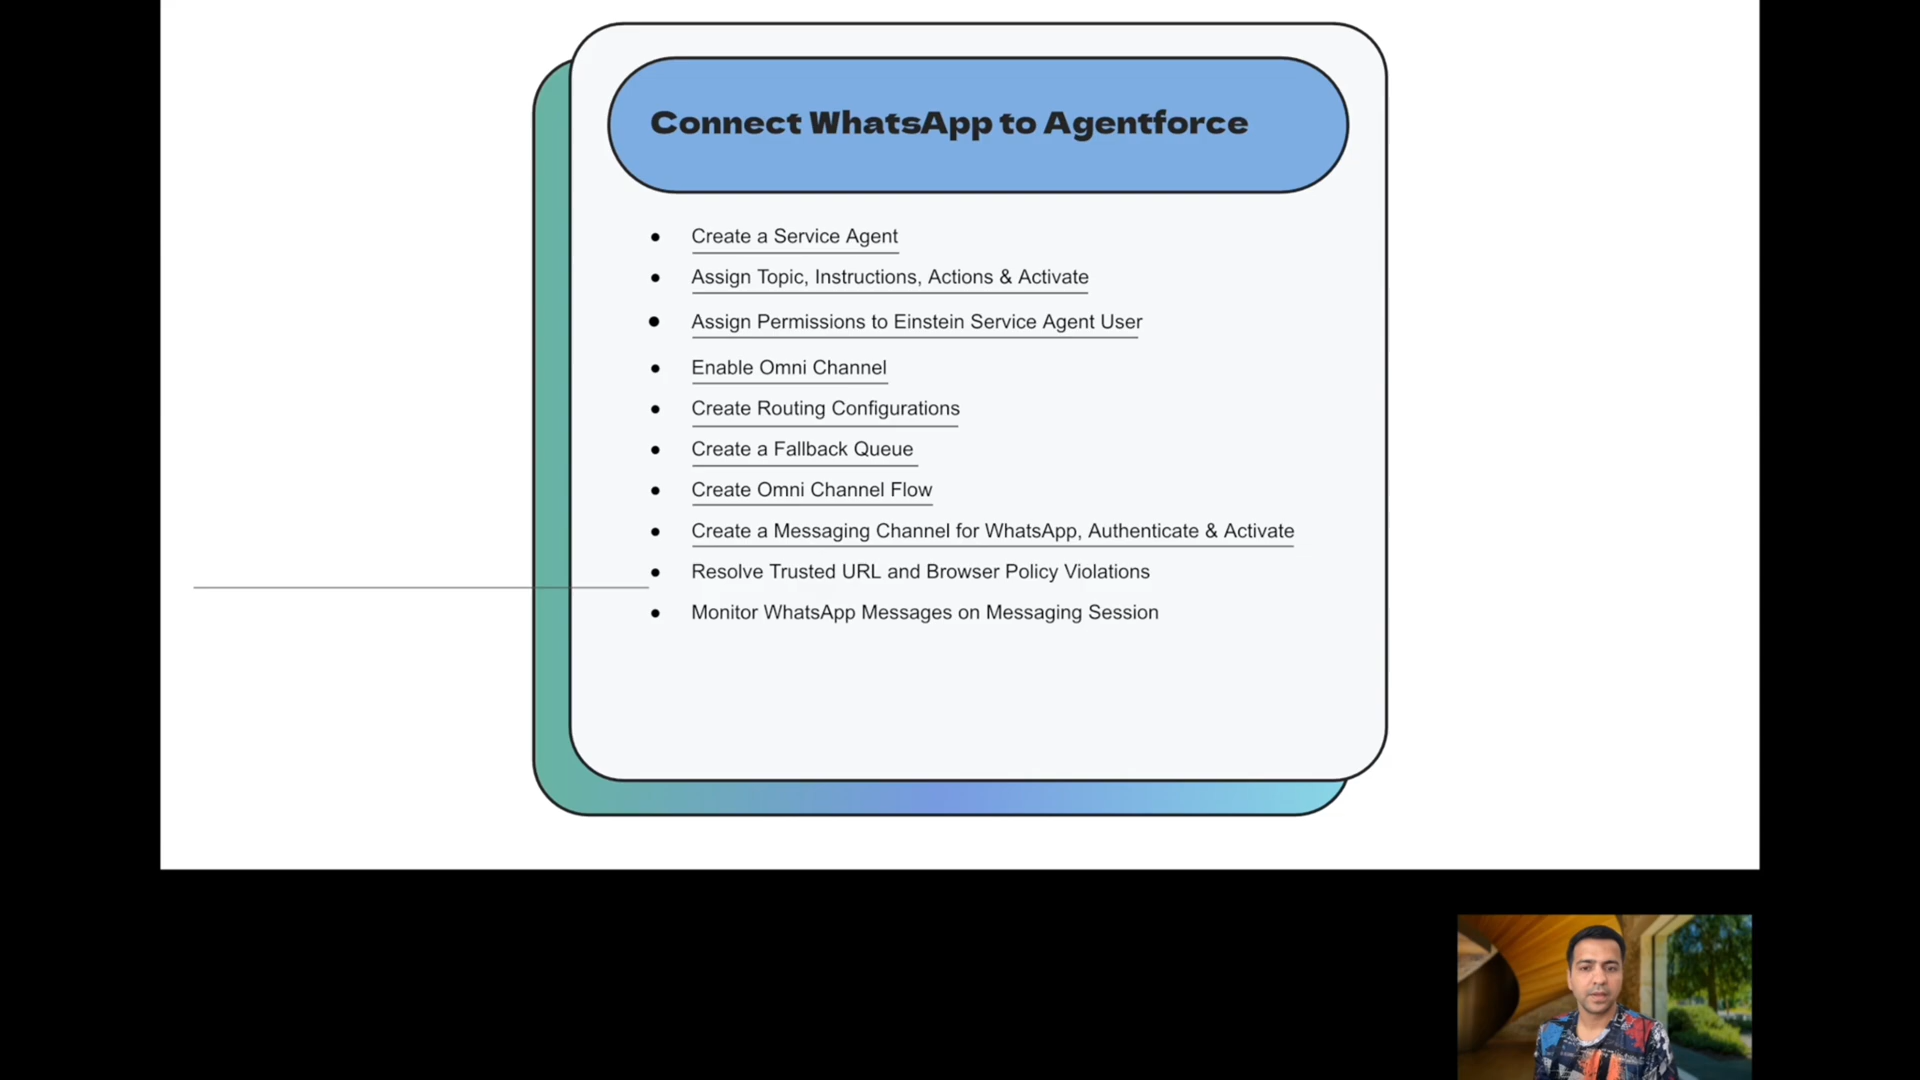 Connect WhatsApp to Agentforce
● Create a Service Agent
● Assign Topic, Instructions, Actions & Activate
● Assign Permissions to Einstein Service Agent User
● Enable Omni Channel
● Create Routing Configurations
● Create a Fallback Queue
● Create Omni Channel Flow
● Create a Messaging Channel for WhatsApp, Authenticate & Activate
● Resolve Trusted URL and Browser Policy Violations
● Monitor WhatsApp Messages on Messaging Session